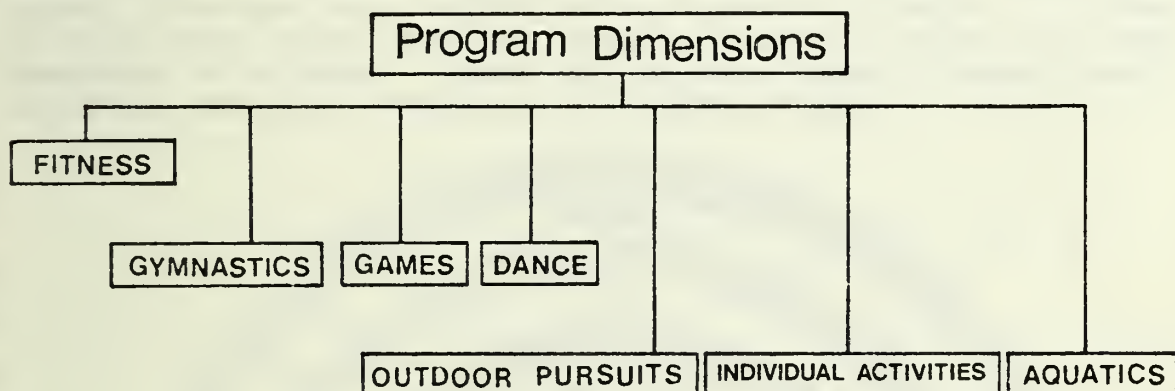 Program Dimensions
FITNESS
GYMNASTICS GAMES DANCE
OUTDOOR PURSUITS INDIVIDUAL ACTIVITIES AQUATICS